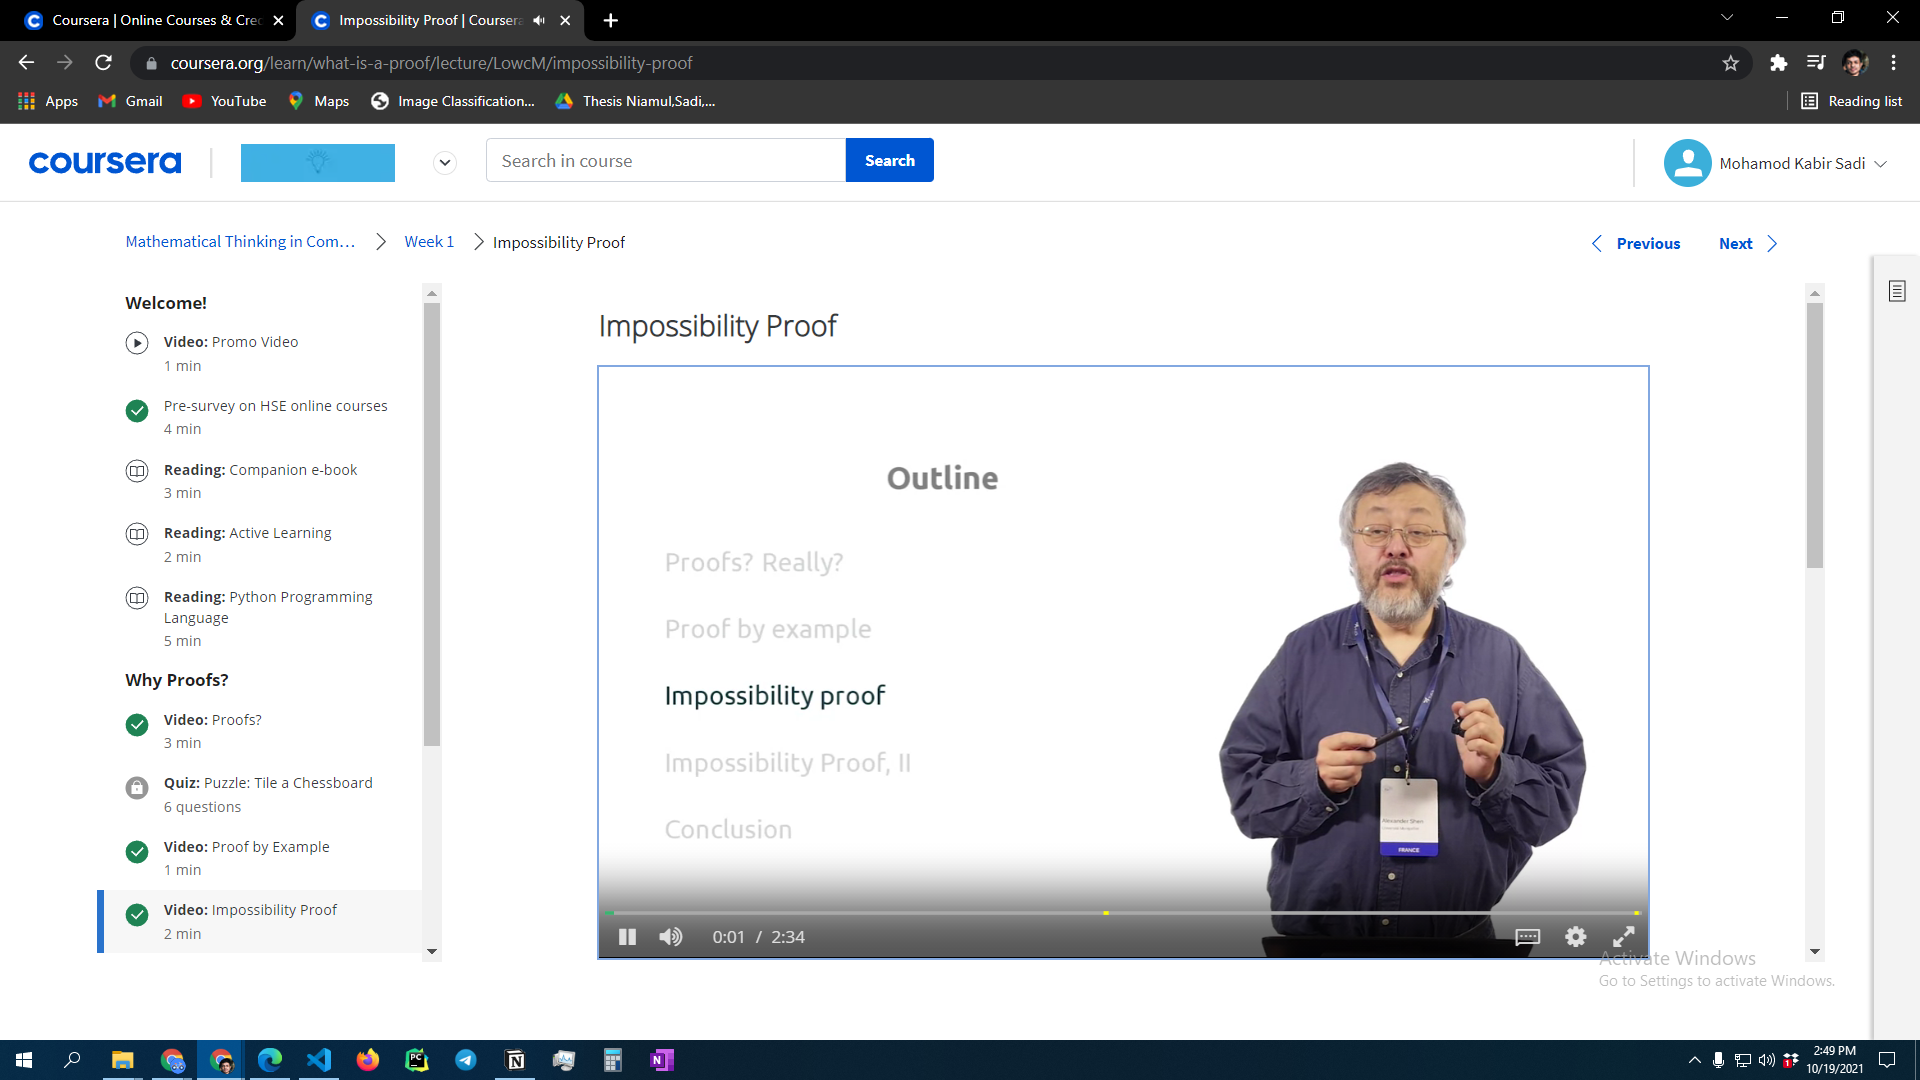 Coursera | Online Courses & Cre
Impossibility Proof | Coursera
coursera.org/learn/what-is-a-proof/lecture/LowcM/impossibility-proof
Apps
Gmail
YouTube
Maps
Image Classification...
Thesis Niamul,Sadi,...
Reading list
coursera
Search in course
Search
Mohamod Kabir Sadi
Mathematical Thinking in Com...
Week 1
Impossibility Proof
Previous
Next
Welcome!
Video: Promo Video
1 min
Pre-survey on HSE online courses
4 min
Reading: Companion e-book
3 min
Reading: Active Learning
2 min
Reading: Python Programming
Language
5 min
Why Proofs?
Video: Proofs?
3 min
Quiz: Puzzle: Tile a Chessboard
6 questions
Video: Proof by Example
1 min
Video: Impossibility Proof
2 min
Impossibility Proof
Outline
Proofs? Really?
Proof by example
Impossibility proof
Impossibility Proof, II
Conclusion
Alexander Shen
FRANCE
0:01 / 2:34
Activate Windows
Go to Settings to activate Windows.
2:49 PM
10/19/2021